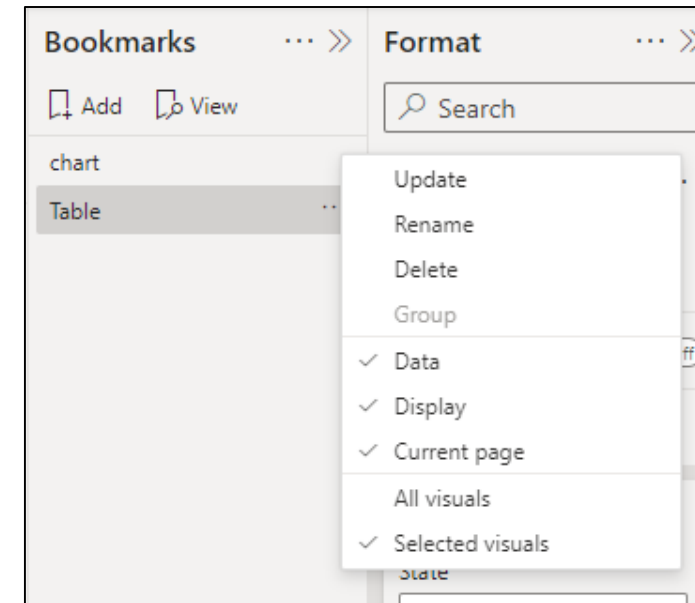 Bookmarks
Add View
chart
Table
Format
Search
Update
Rename
Delete
Group
Data
Display
Current page
All visuals
Selected visuals
State
ff